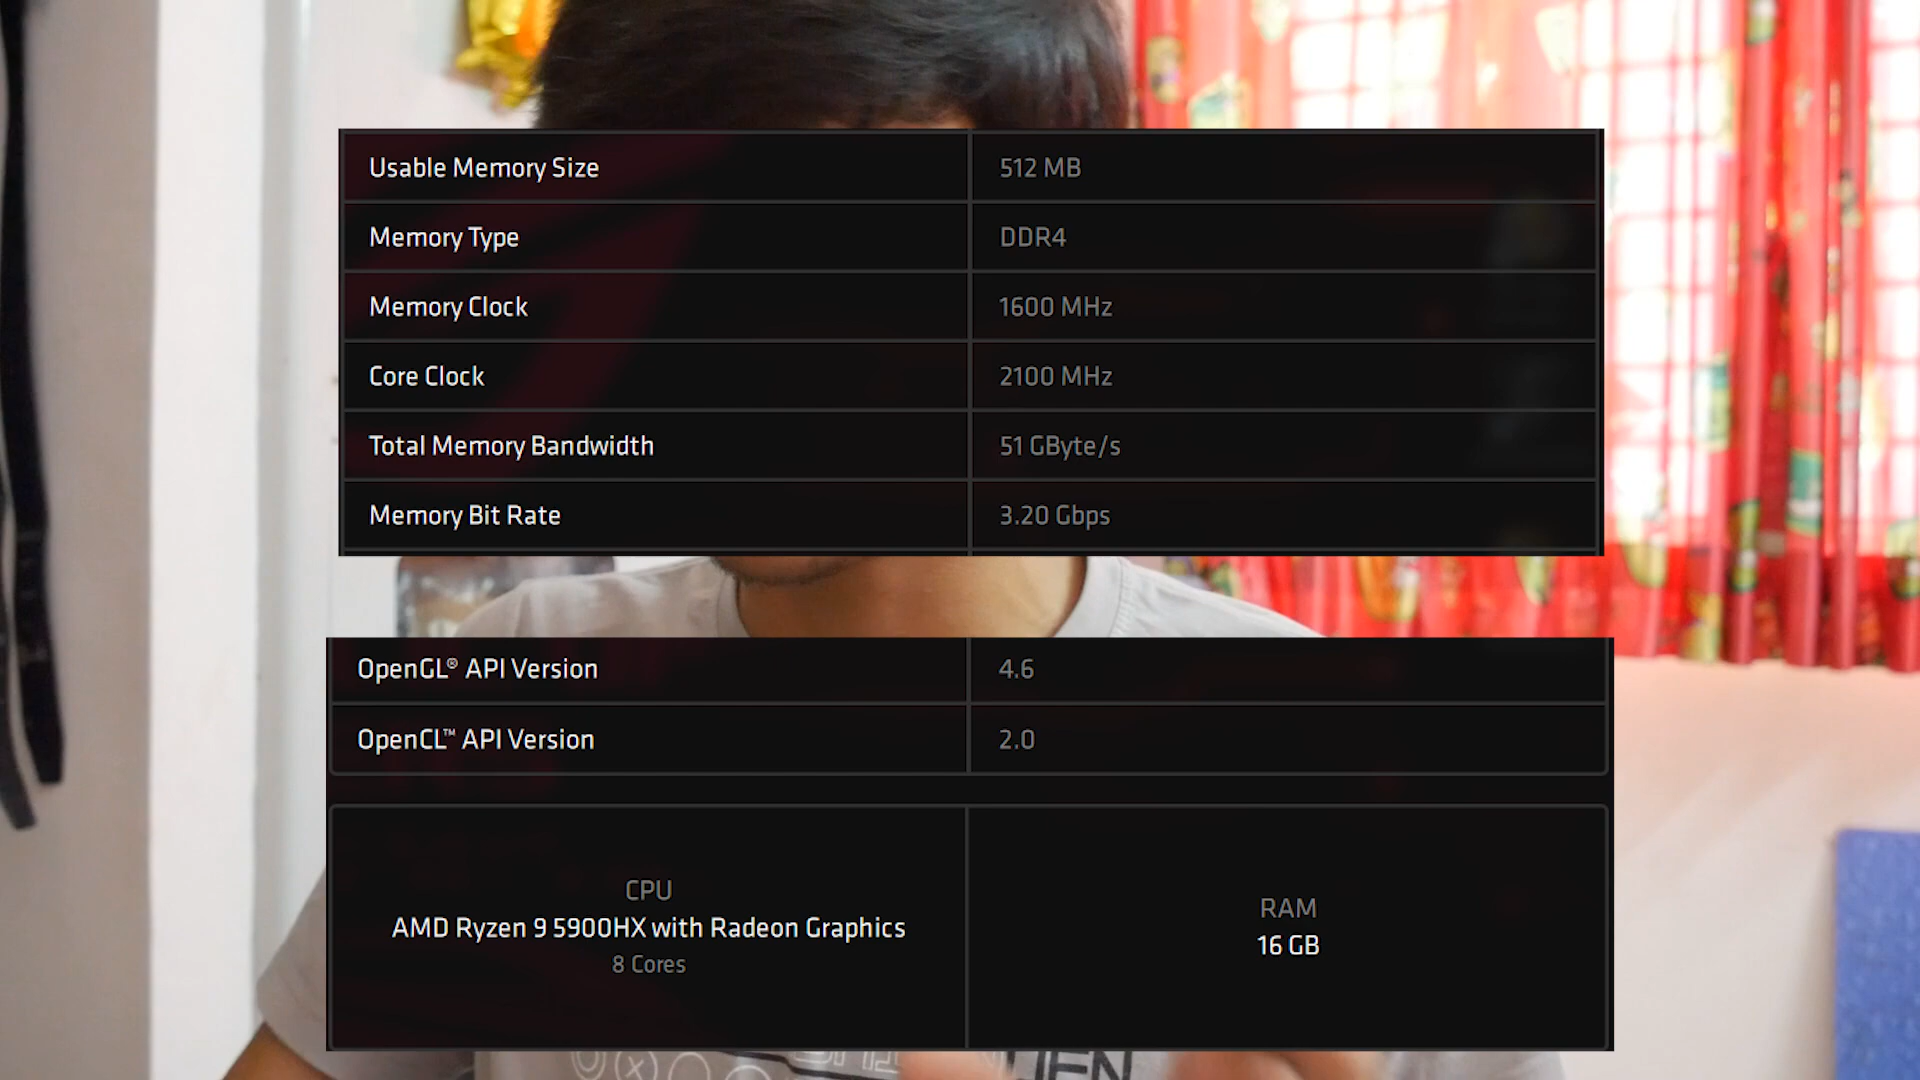 Usable Memory Size 512 MB
Memory Type DDR4
Memory Clock 1600 MHz
Core Clock 2100 MHz
Total Memory Bandwidth 51 GByte/s
Memory Bit Rate 3.20 Gbps
OpenGL® API Version 4.6
OpenCL™ API Version 2.0
CPU
AMD Ryzen 9 5900HX with Radeon Graphics
8 Cores
RAM
16 GB